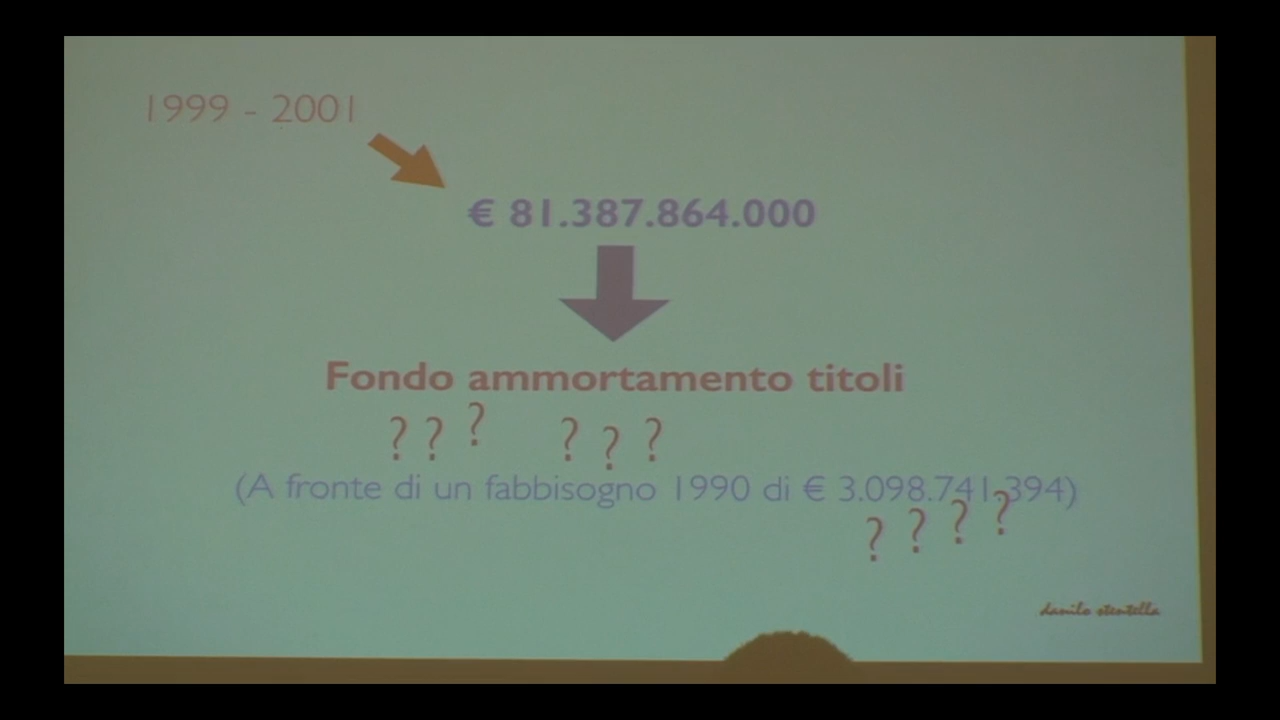 1999 - 2001
€ 81.387.864.000
Fondo ammortamento titoli
? ? ? ? ? ?
(A fronte di un fabbisogno 1990 di € 3.098.741.394)
? ? ? ?
danilo stentella